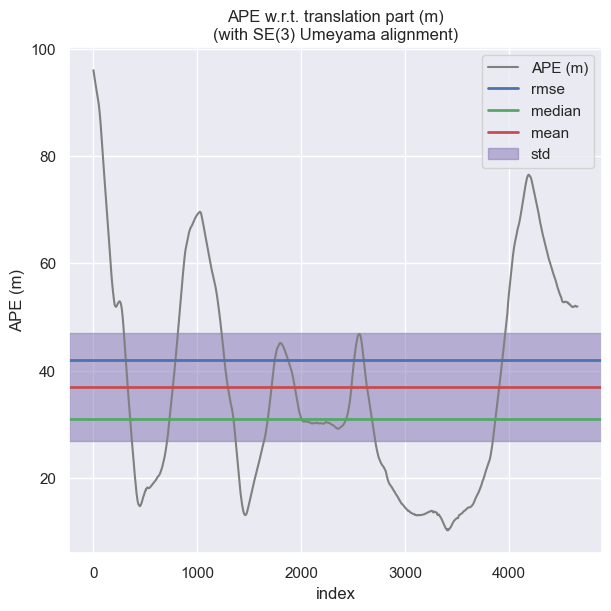 APE w.r.t. translation part (m)
(with SE(3) Umeyama alignment)
100
80
60
40
20
APE (m)
APE (m)
rmse
median
mean
std
0
1000
2000
3000
4000
index